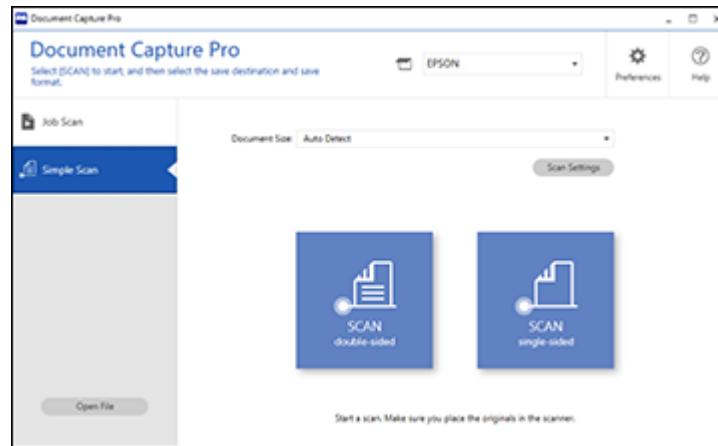 Document Capture Pro
Document Capture Pro
Select [SCAN] to start, and then select the save destination and save
format.
EPSON
Preferences
Help
Job Scan
Simple Scan
Document Size: Auto Detect
Scan Settings
SCAN
double-sided
SCAN
single-sided
Open File
Start a scan. Make sure you place the originals in the scanner.